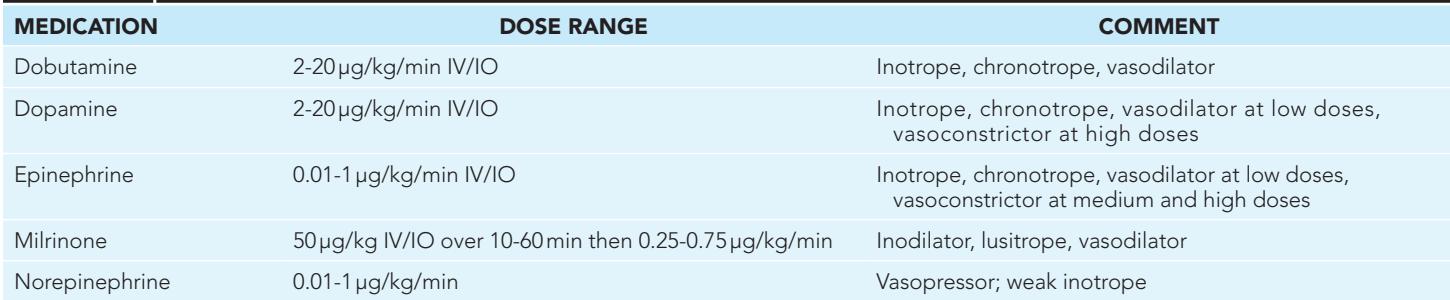 MEDICATION DOSE RANGE COMMENT
Dobutamine 2-20 µg/kg/min IV/IO Inotrope, chronotrope, vasodilator
Dopamine 2-20 µg/kg/min IV/IO Inotrope, chronotrope, vasodilator at low doses,
vasoconstrictor at high doses
Epinephrine 0.01-1 µg/kg/min IV/IO Inotrope, chronotrope, vasodilator at low doses,
vasoconstrictor at medium and high doses
Milrinone 50 µg/kg IV/IO over 10-60 min then 0.25-0.75 µg/kg/min Inodilator, lusitrope, vasodilator
Norepinephrine 0.01-1 µg/kg/min Vasopressor; weak inotrope